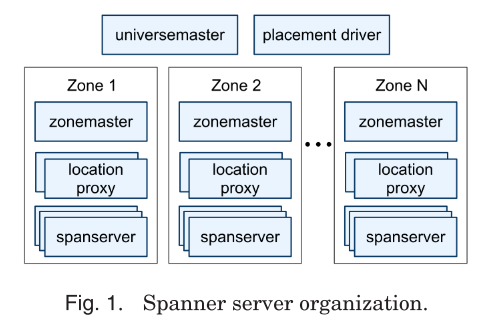 universemaster placement driver
Zone 1 Zone 2 Zone N
zonemaster zonemaster zonemaster
...
location location location
proxy proxy proxy
spanserver spanserver spanserver
Fig. 1. Spanner server organization.